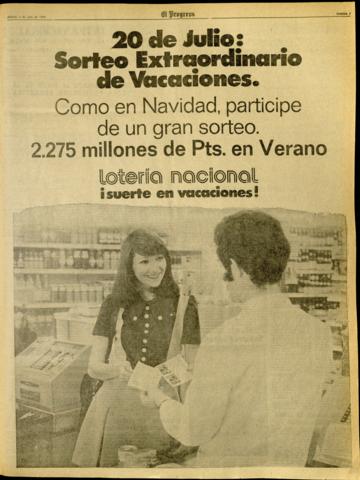 El Progreso
20 de Julio:
Sorteo Extraordinario
de Vacaciones.
Como en Navidad, participe
de un gran sorteo.
2.275 millones de Pts. en Verano
loteria nacional
¡suerte en vacaciones!